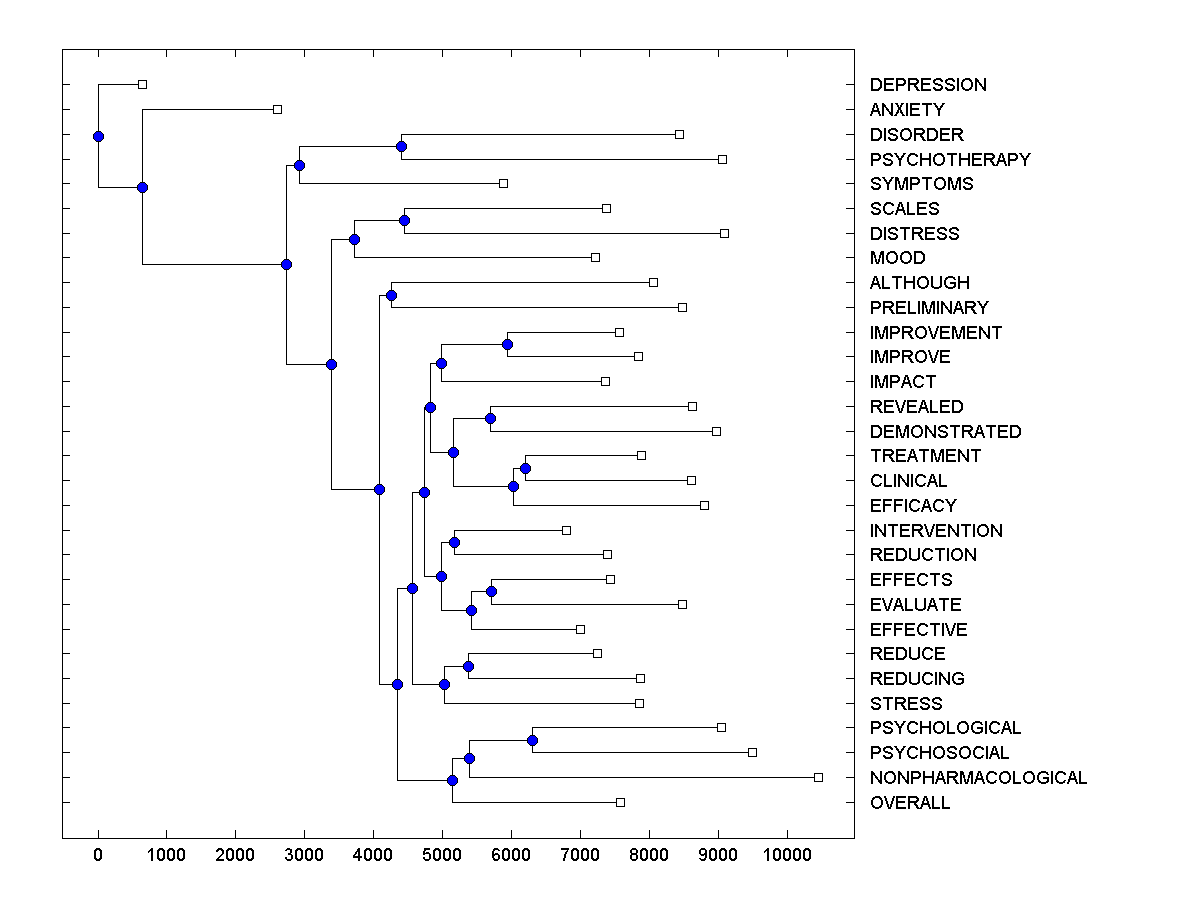 DEPRESSION
ANXIETY
DISORDER
PSYCHOTHERAPY
SYMPTOMS
SCALES
DISTRESS
MOOD
ALTHOUGH
PRELIMINARY
IMPROVEMENT
IMPROVE
IMPACT
REVEALED
DEMONSTRATED
TREATMENT
CLINICAL
EFFICACY
INTERVENTION
REDUCTION
EFFECTS
EVALUATE
EFFECTIVE
REDUCE
REDUCING
STRESS
PSYCHOLOGICAL
PSYCHOSOCIAL
NONPHARMACOLOGICAL
OVERALL
0 1000 2000 3000 4000 5000 6000 7000 8000 9000 10000